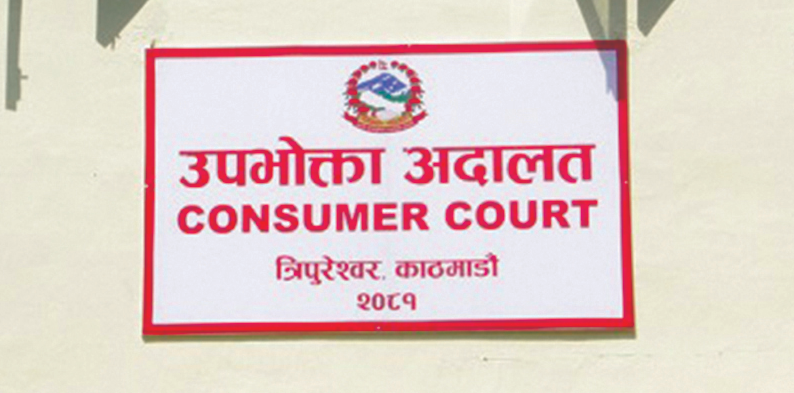 उपभोक्ता अदालत
CONSUMER COURT
त्रिपुरेश्वर, काठमाडौं
२०८१